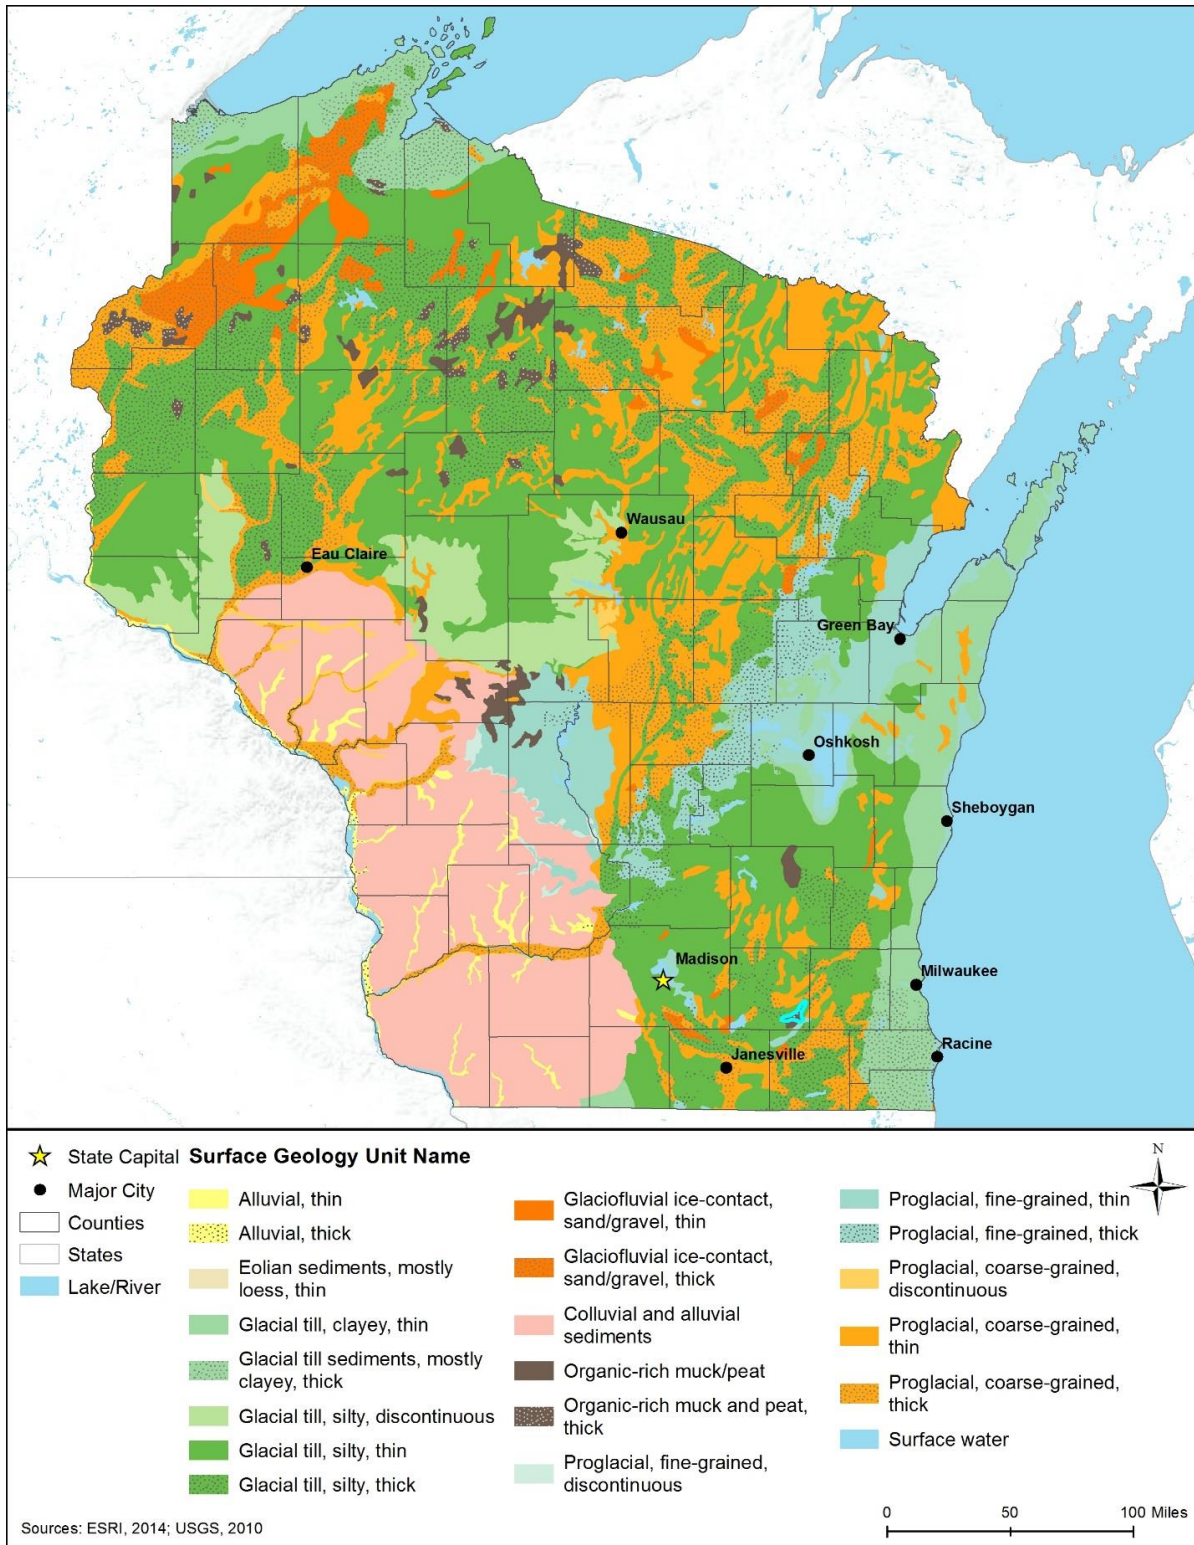 Wausau
Eau Claire
Green Bay
Oshkosh
Sheboygan
Madison
Milwaukee
Janesville
Racine
State Capital
Major City
Counties
States
Lake/River
Surface Geology Unit Name
Alluvial, thin
Alluvial, thick
Eolian sediments, mostly
loess, thin
Glacial till, clayey, thin
Glacial till sediments, mostly
clayey, thick
Glacial till, silty, discontinuous
Glacial till, silty, thin
Glacial till, silty, thick
Glaciofluvial ice-contact,
sand/gravel, thin
Glaciofluvial ice-contact,
sand/gravel, thick
Colluvial and alluvial
sediments
Organic-rich muck/peat
Organic-rich muck and peat,
thick
Proglacial, fine-grained,
discontinuous
Proglacial, fine-grained, thin
Proglacial, fine-grained, thick
Proglacial, coarse-grained,
discontinuous
Proglacial, coarse-grained,
thin
Proglacial, coarse-grained,
thick
Surface water
N
0 50 100 Miles
Sources: ESRI, 2014; USGS, 2010